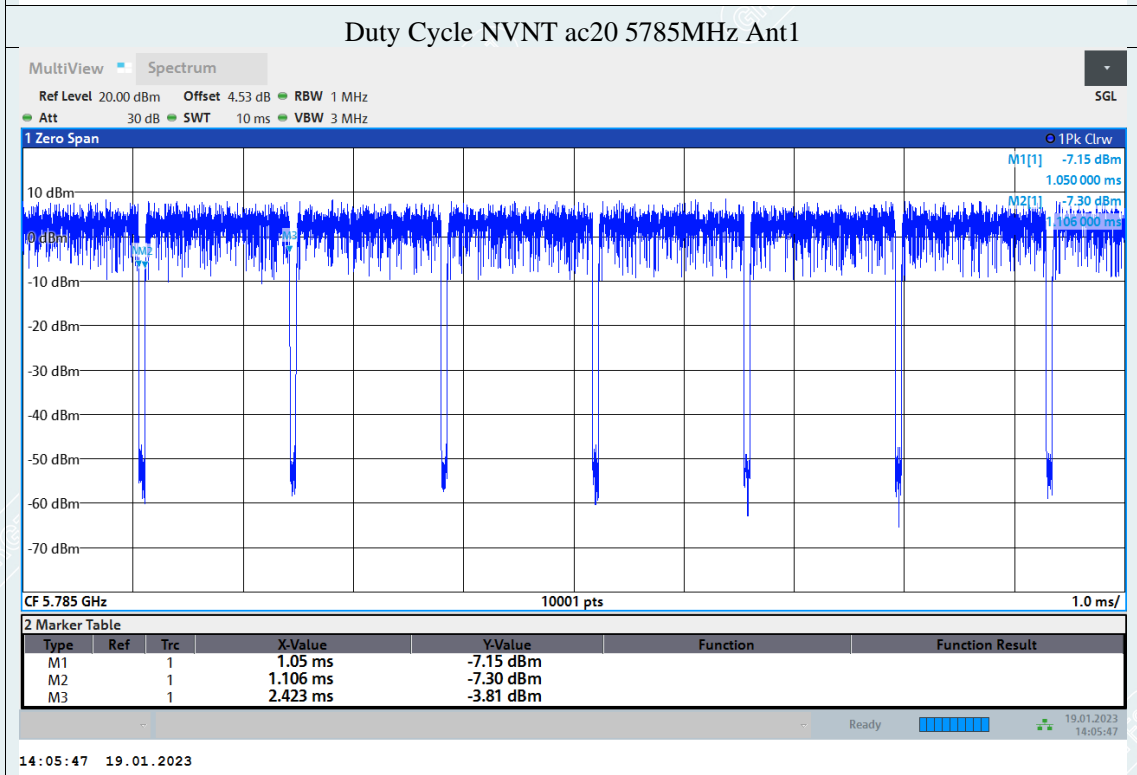 Duty Cycle NVNT ac20 5785MHz Ant1
MultiView Spectrum
Ref Level 20.00 dBm Offset 4.53 dB RBW 1 MHz SGL
Att 30 dB SWT 10 ms VBW 3 MHz
1 Zero Span 1Pk Clrw
M1[1] -7.15 dBm
1.050 000 ms
10 dBm M2[1] -7.30 dBm
1.106 000 ms
0 dBm M3
M2
-10 dBm
-20 dBm
-30 dBm
-40 dBm
-50 dBm
-60 dBm
-70 dBm
CF 5.785 GHz 10001 pts 1.0 ms/
2 Marker Table
Type Ref Trc X-Value Y-Value Function Function Result
M1 1 1.05 ms -7.15 dBm
M2 1 1.106 ms -7.30 dBm
M3 1 2.423 ms -3.81 dBm
Ready 19.01.2023
14:05:47
14:05:47 19.01.2023